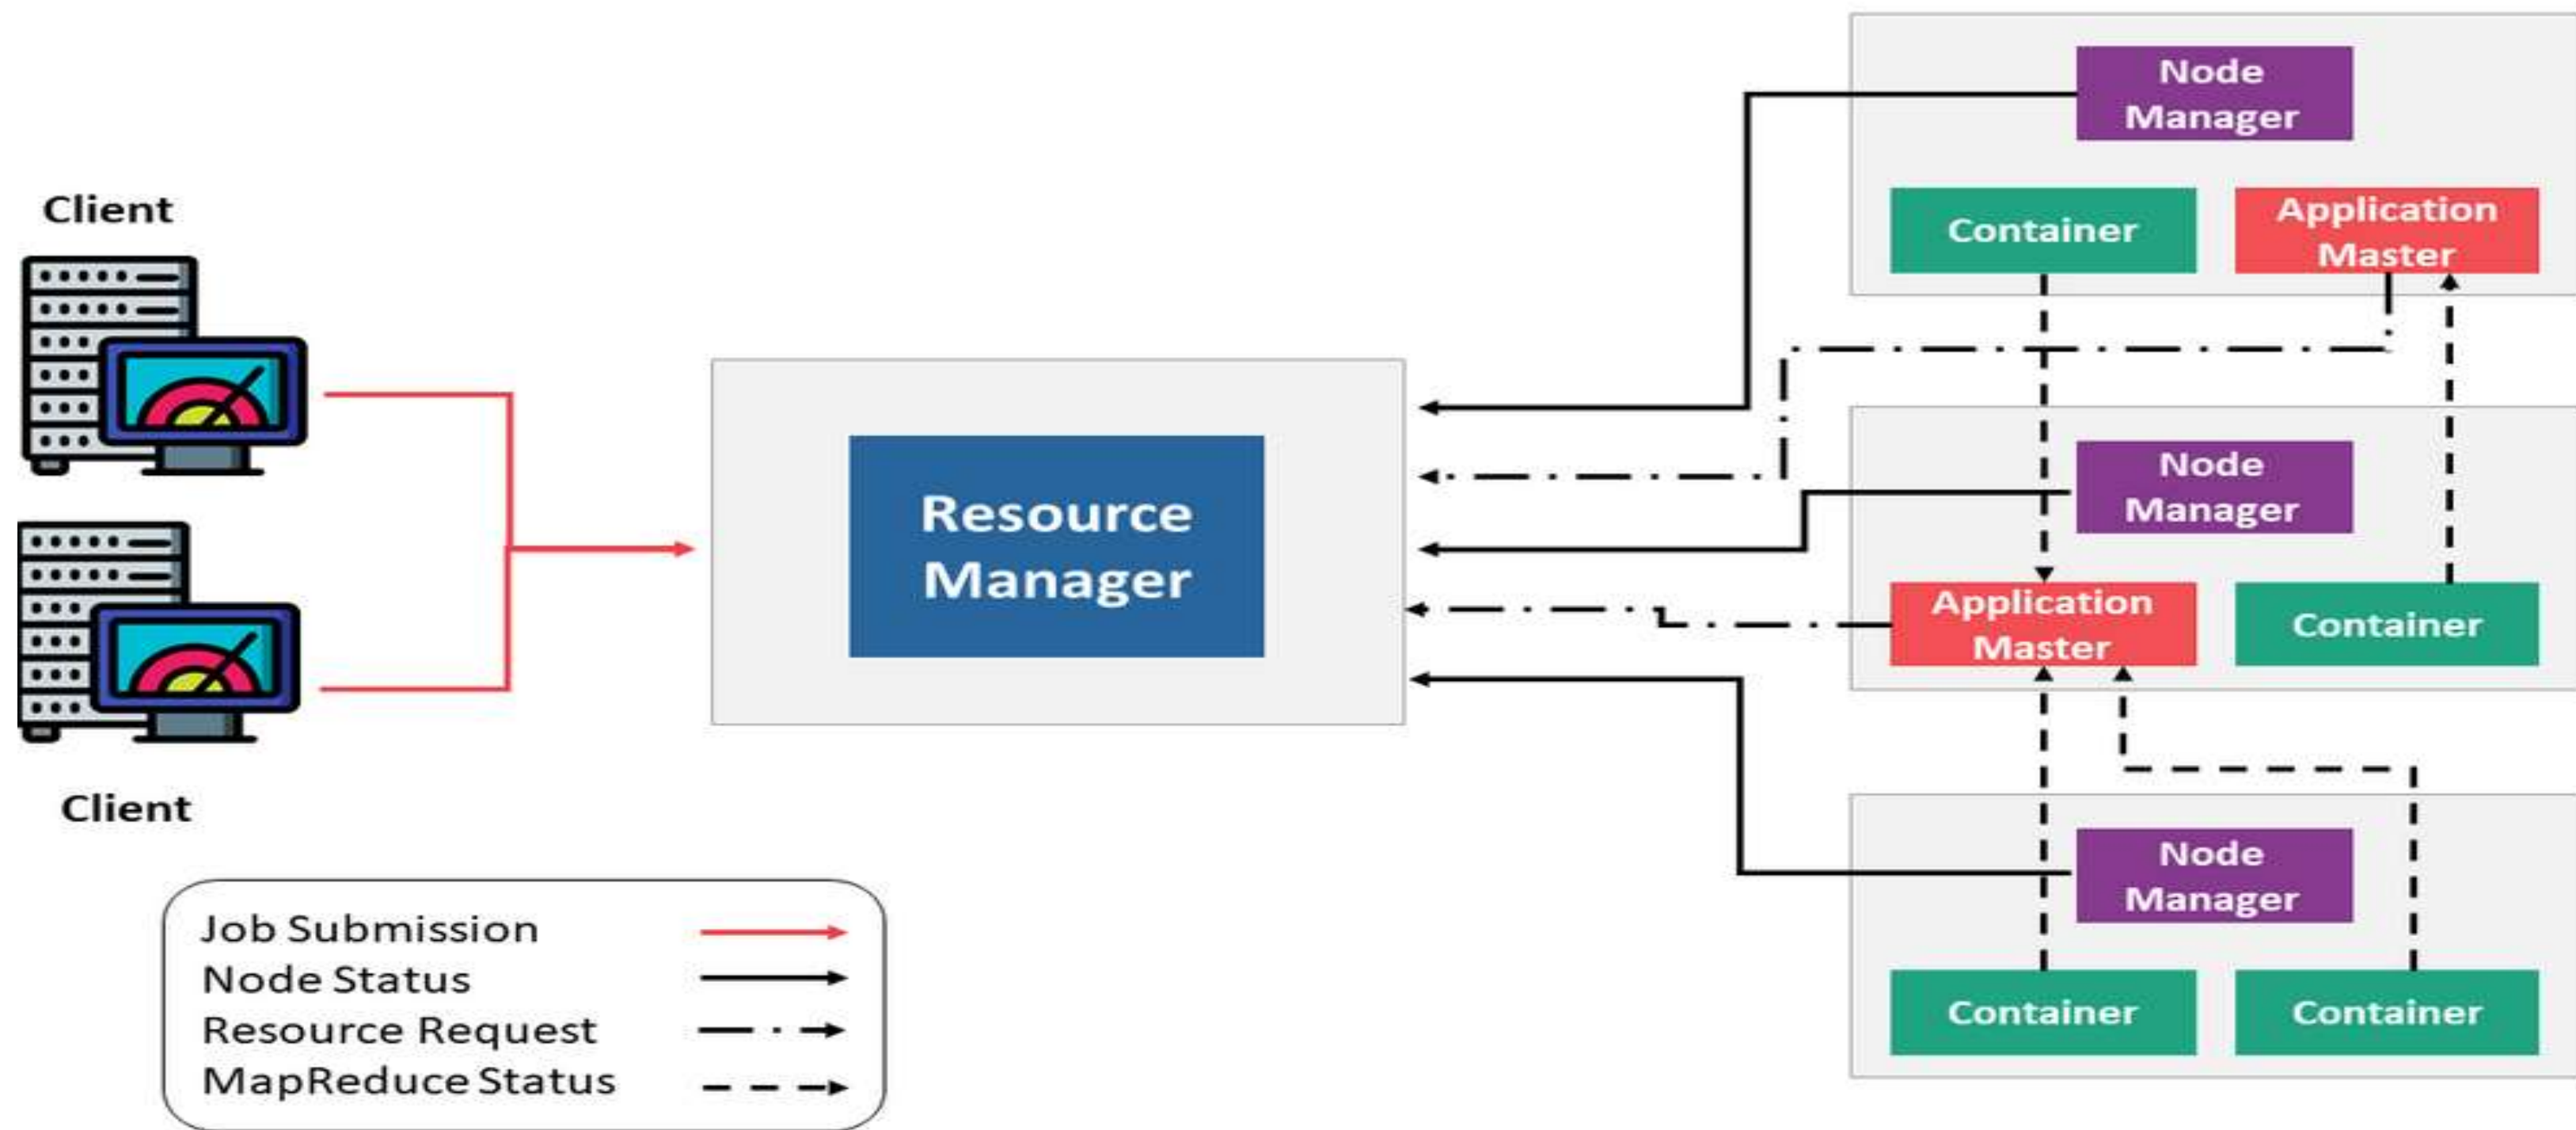 Client
Client
Resource
Manager
Node
Manager
Container
Application
Master
Node
Manager
Application
Master
Container
Node
Manager
Container
Container
Job Submission
Node Status
Resource Request
MapReduce Status